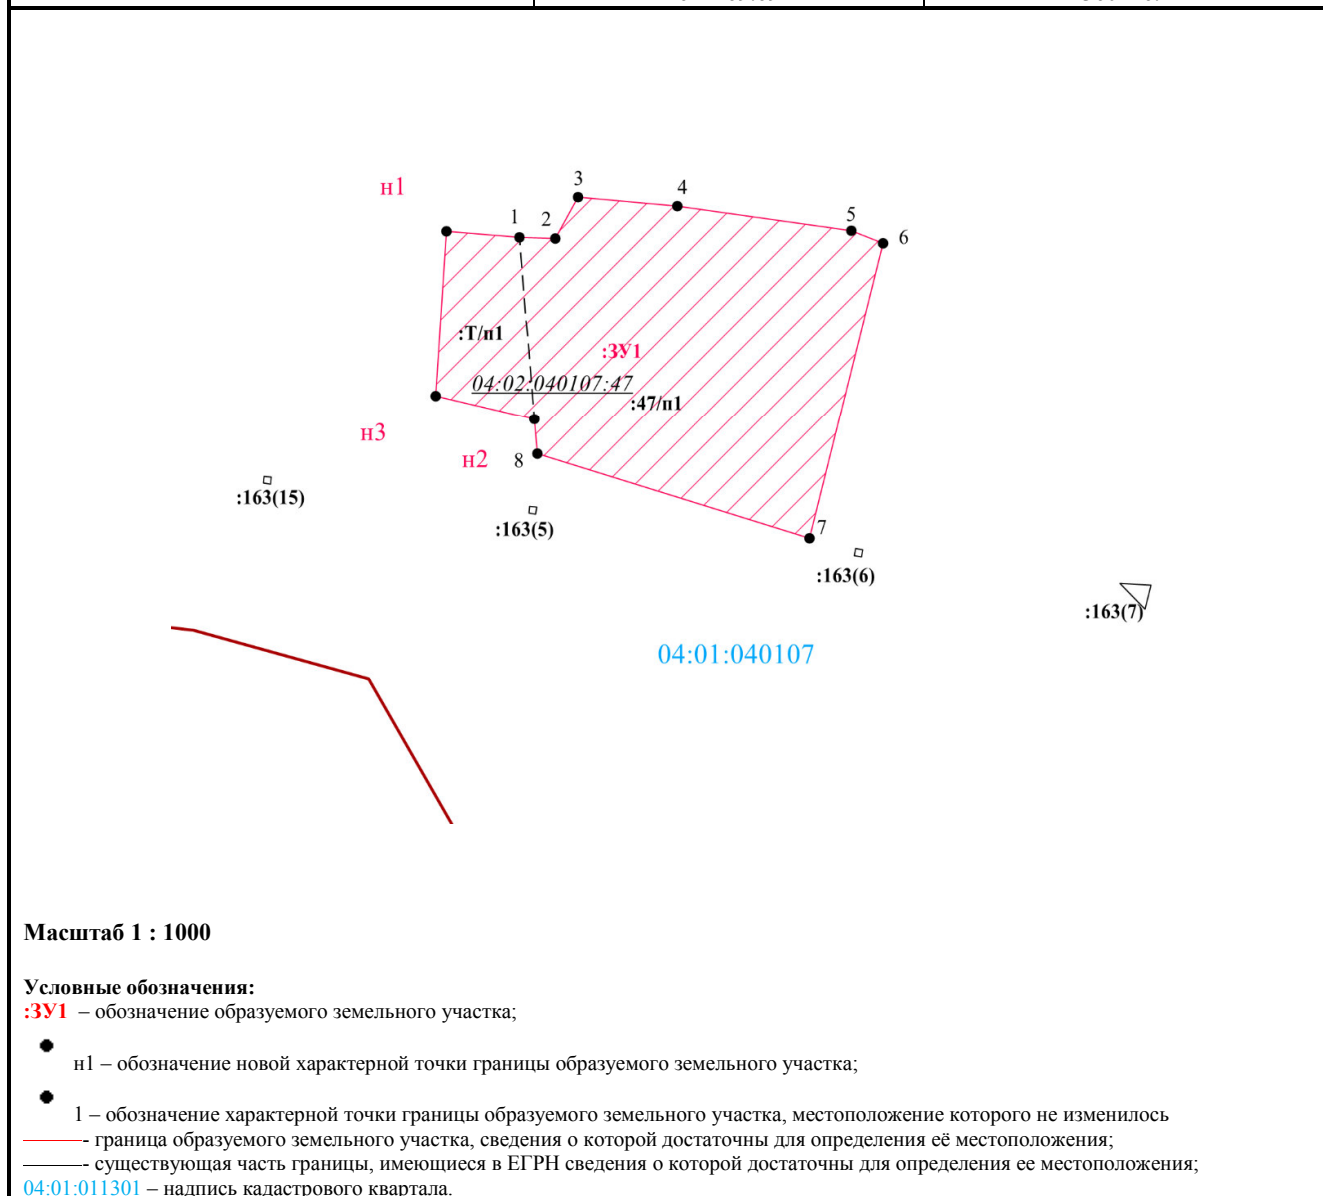 н1
3
4
1
2
5
6
:Т/п1
:ЗУ1
04:02:040107:47
:47/п1
н3
н2
8
:163(15)
:163(5)
7
:163(6)
:163(7)
04:01:040107
Масштаб 1 : 1000
Условные обозначения:
:ЗУ1 – обозначение образуемого земельного участка;
н1 – обозначение новой характерной точки границы образуемого земельного участка;
1 – обозначение характерной точки границы образуемого земельного участка, местоположение которого не изменилось
- граница образуемого земельного участка, сведения о которой достаточны для определения её местоположения;
- существующая часть границы, имеющиеся в ЕГРН сведения о которой достаточны для определения ее местоположения;
04:01:011301 – надпись кадастрового квартала.